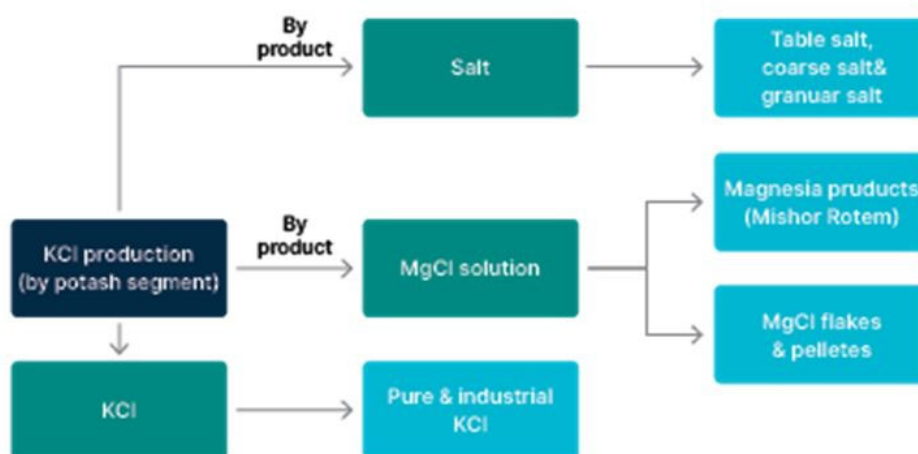 By
product
Salt
Table salt,
coarse salt&
granuar salt
KCl production
(by potash segment)
By
product
MgCl solution
Magnesia pruducts
(Mishor Rotem)
MgCl flakes
& pelletes
KCl
Pure & industrial
KCl